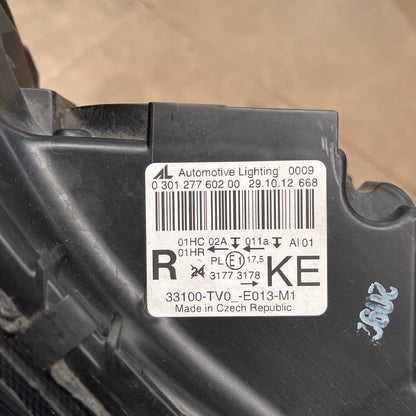 AL Automotive Lighting 0009
0 301 277 602 00 29.10.12 668
01HC 02A 011a AI 01
01HR PL E1 17,5
R 24 3177 3178 KE
33100-TV0_-E013-M1
Made in Czech Republic